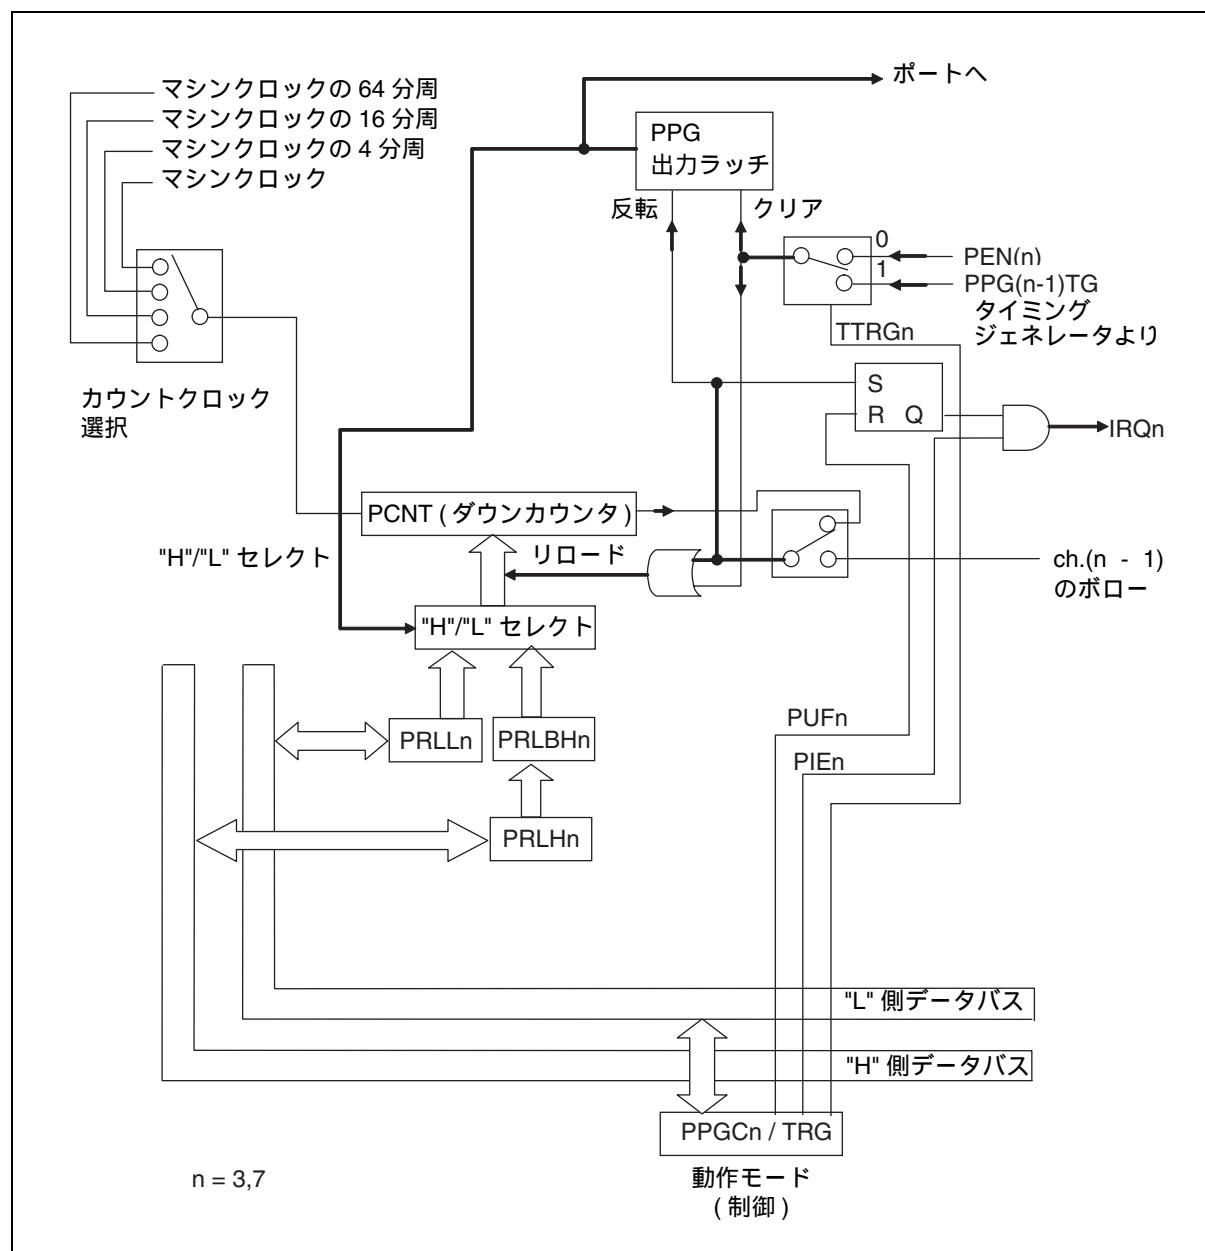 マシンクロックの 64 分周
マシンクロックの 16 分周
マシンクロックの 4 分周
マシンクロック
ポートへ
PPG
出力ラッチ
反転
クリア
0
1
PEN(n)
PPG(n-1)TG
タイミング
ジェネレータより
TTRGn
カウントクロック
選択
S
R Q
IRQn
PCNT ( ダウンカウンタ )
"H"/"L" セレクト
リロード
ch.(n - 1)
のボロー
"H"/"L" セレクト
PRLLn
PRLBHn
PUFn
PIEn
PRLHn
"L" 側データバス
"H" 側データバス
PPGCn / TRG
動作モード
( 制御 )
n = 3,7